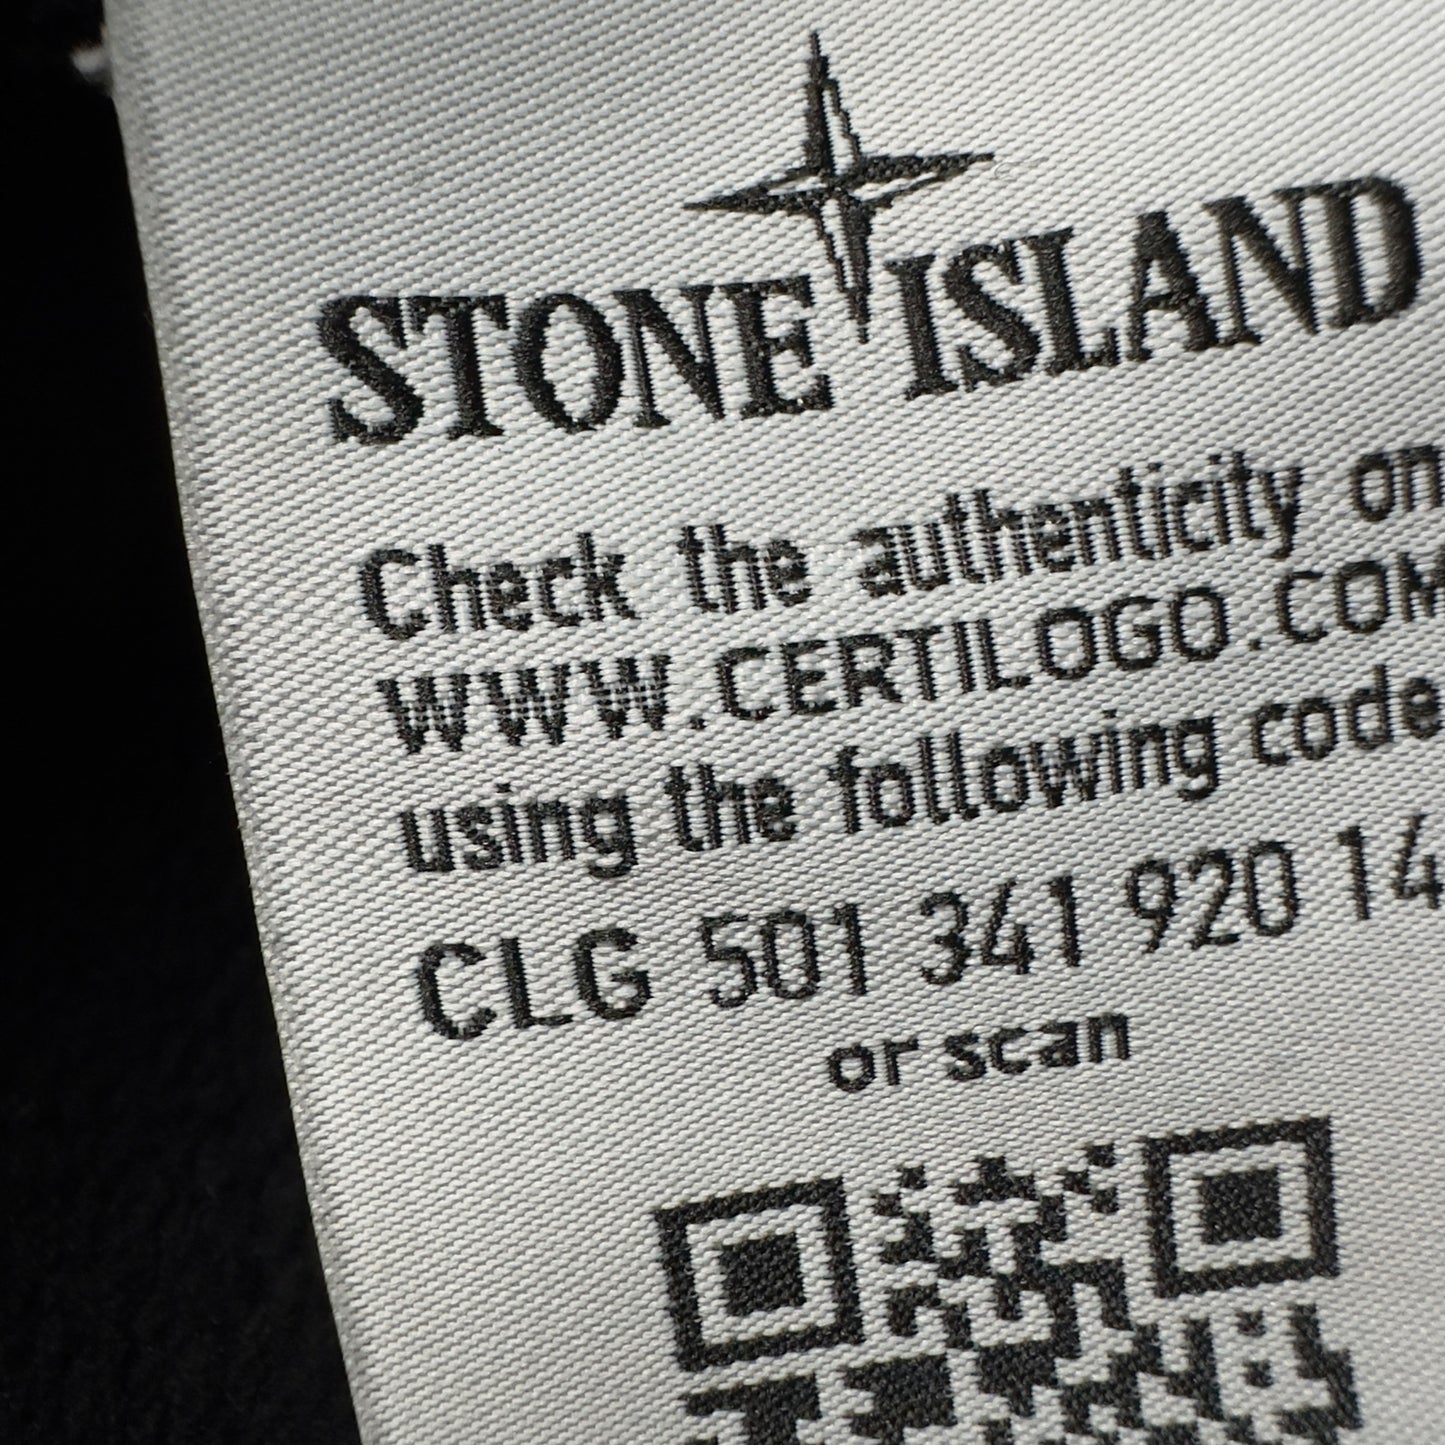 STONE ISLAND
Check the authenticity on
WWW.CERTILOGO.COM
using the following code
CLG 501 341 920 14
or scan